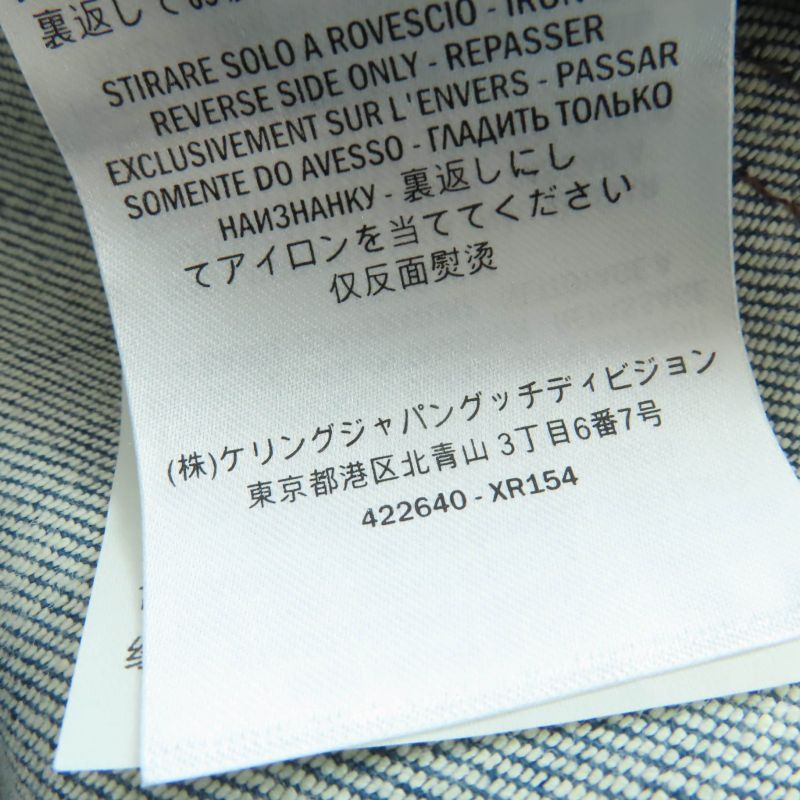 裏返して
STIRARE SOLO A ROVESCIO - IRON
REVERSE SIDE ONLY - REPASSER
EXCLUSIVEMENT SUR L'ENVERS - PASSAR
SOMENTE DO AVESSO - ГЛАДИТЬ ТОЛЬКО
НАИЗНАНКУ - 裏返しにし
てアイロンを当ててください
仅反面熨烫
(株)ケリングジャパングッチディビジョン
東京都港区北青山 3丁目6番7号
422640 - XR154